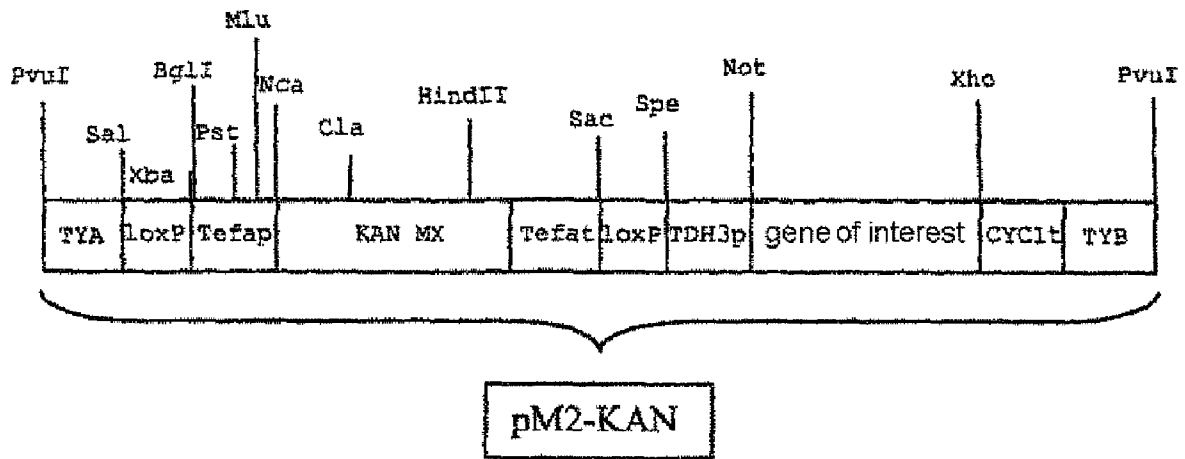 Mlu
PvuI BglI Nca HindII Not Xho PvuI
Sal Pst Cla Sac Spe
Xba
TYA loxP Tefap KAN MX Tefat loxP TDH3p gene of interest CYC1t TYB
pM2-KAN